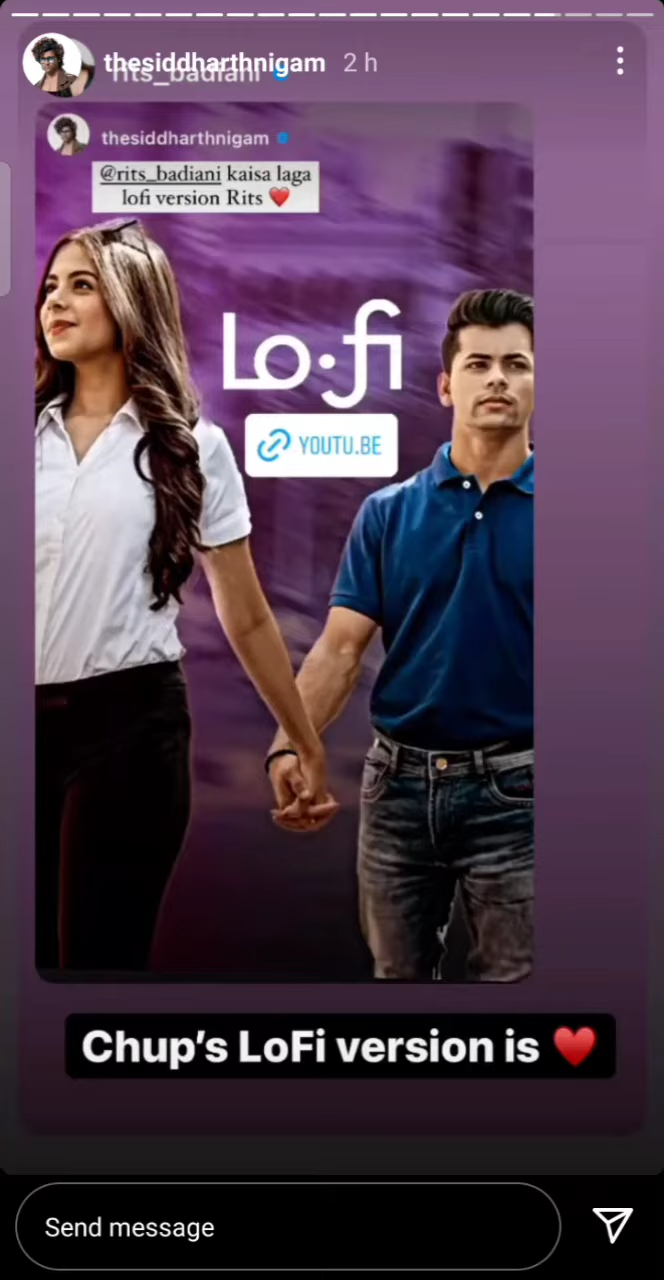 thesiddharthnigam 2 h
rits_badiani
thesiddharthnigam
@rits_badiani kaisa laga
lofi version Rits ❤️
Lo·fi
YOUTU.BE
Chup's LoFi version is ♥️
Send message